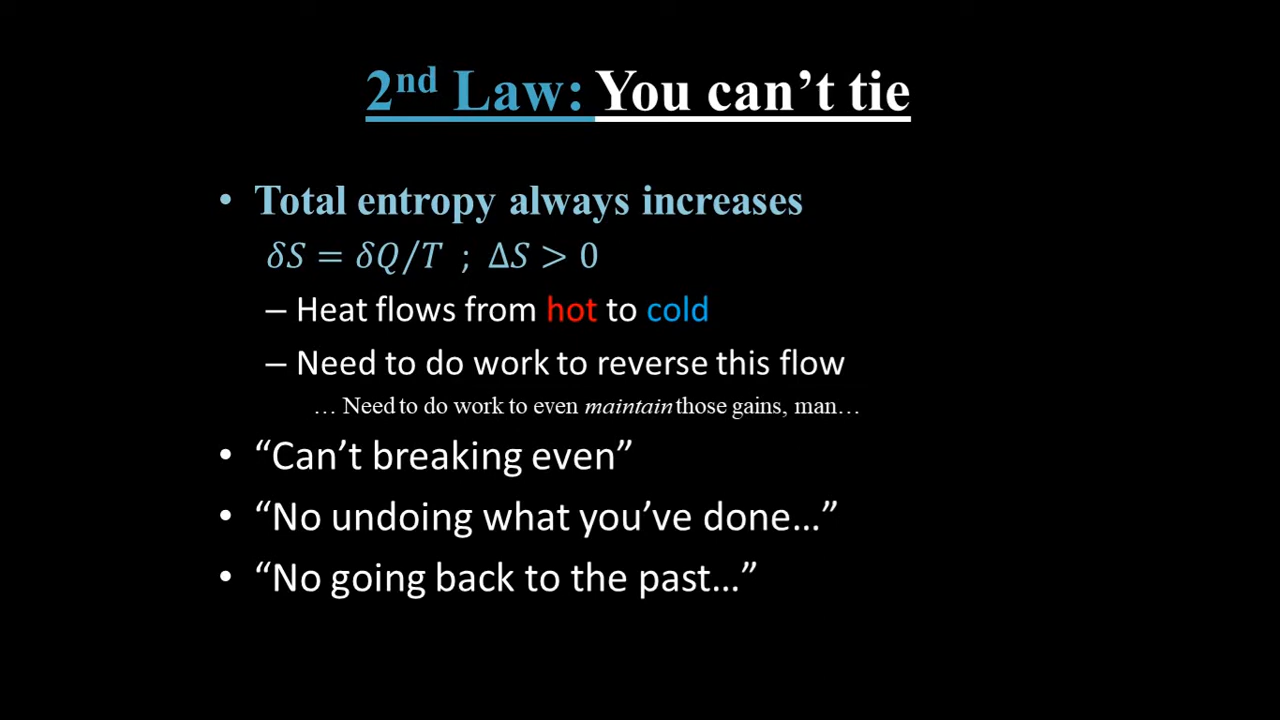 2nd Law: You can’t tie
• Total entropy always increases
𝛿𝑆 = 𝛿𝑄/𝑇 ; Δ𝑆 > 0
– Heat flows from hot to cold
– Need to do work to reverse this flow
… Need to do work to even maintain those gains, man…
• “Can’t breaking even”
• “No undoing what you’ve done…”
• “No going back to the past…”